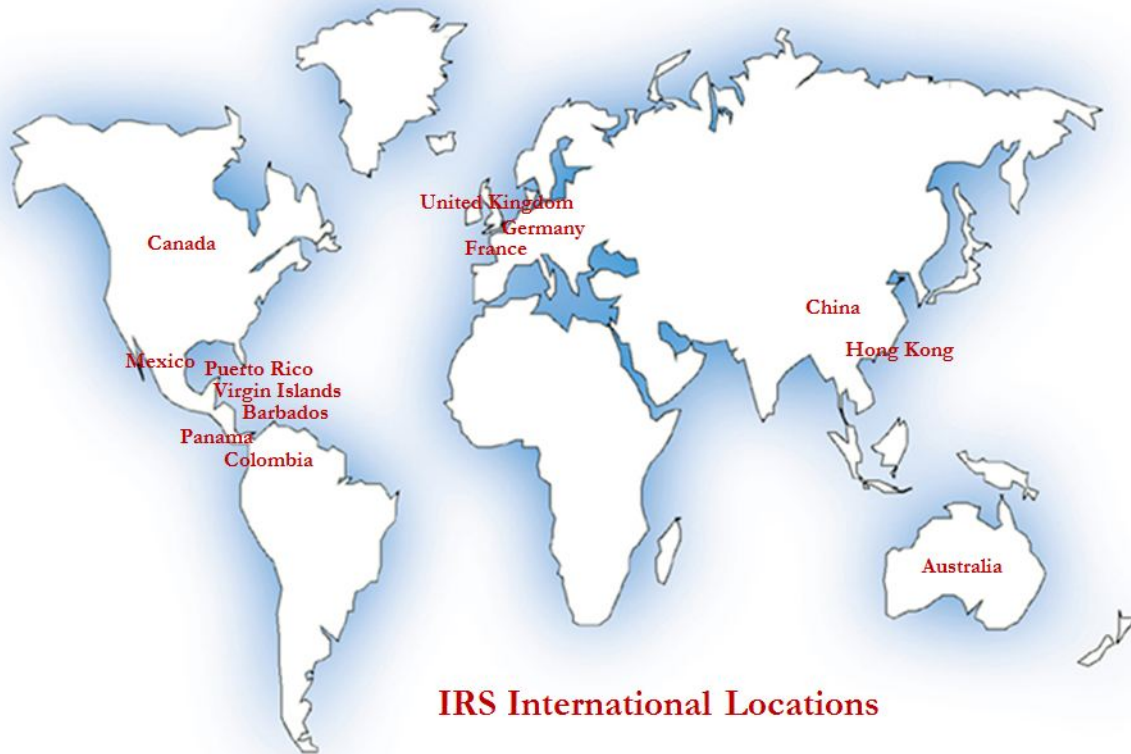 United Kingdom
Germany
France
Canada
China
Hong Kong
Mexico
Puerto Rico
Virgin Islands
Barbados
Panama
Colombia
Australia
IRS International Locations